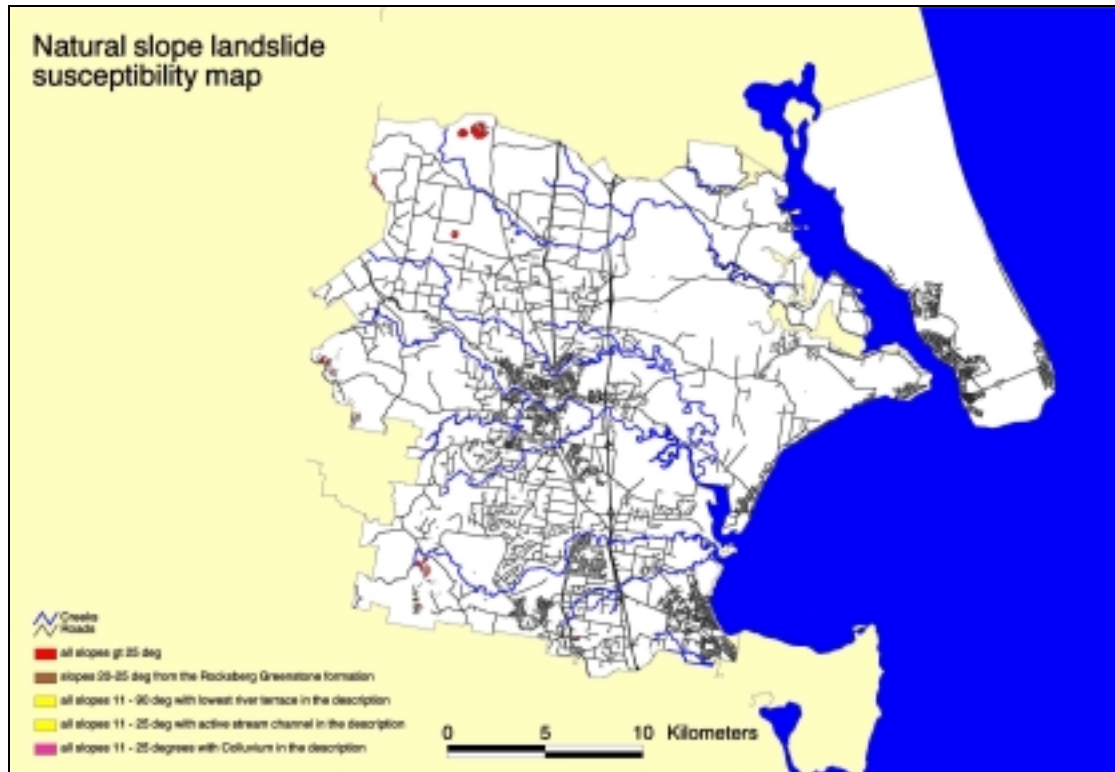 Natural slope landslide
susceptibility map
Creeks
Roads
all slopes gt 25 deg
slopes 20-25 deg from the Rocksberg Greenstone formation
all slopes 11 - 90 deg with lowest river terrace in the description
all slopes 11 - 25 deg with active stream channel in the description
all slopes 11 - 25 degrees with Colluvium in the description
0 5 10 Kilometers